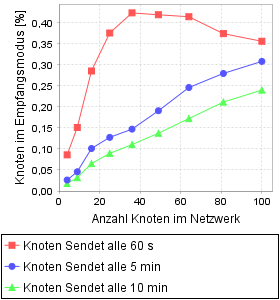 Knoten im Empfangsmodus [%]
0,40
0,35
0,30
0,25
0,20
0,15
0,10
0,05
0,00
0 20 40 60 80 100
Anzahl Knoten im Netzwerk
Knoten Sendet alle 60 s
Knoten Sendet alle 5 min
Knoten Sendet alle 10 min